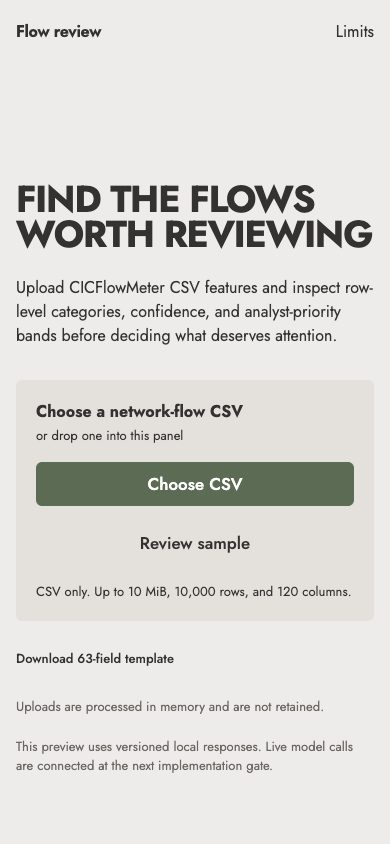 Flow review
Limits
FIND THE FLOWS
WORTH REVIEWING
Upload CICFlowMeter CSV features and inspect row-
level categories, confidence, and analyst-priority
bands before deciding what deserves attention.
Choose a network-flow CSV
or drop one into this panel
Choose CSV
Review sample
CSV only. Up to 10 MiB, 10,000 rows, and 120 columns.
Download 63-field template
Uploads are processed in memory and are not retained.
This preview uses versioned local responses. Live model calls
are connected at the next implementation gate.